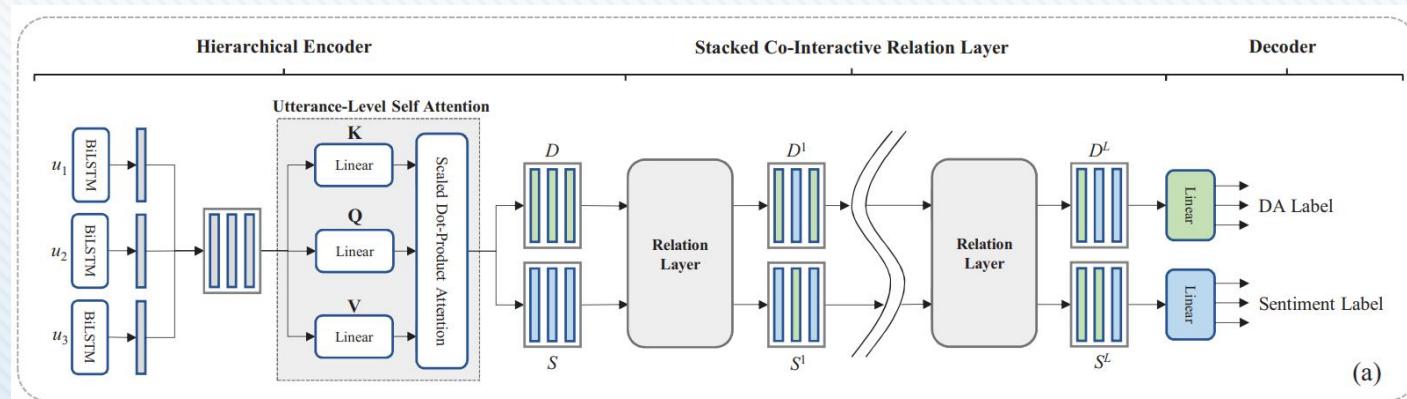 Hierarchical Encoder
Stacked Co-Interactive Relation Layer
Decoder
Utterance-Level Self Attention
u1
BiLSTM
u2
BiLSTM
u3
BiLSTM
K
Linear
Q
Linear
V
Linear
Scaled Dot-Product Attention
D
S
Relation
Layer
D1
S1
Relation
Layer
DL
SL
Linear
DA Label
Linear
Sentiment Label
(a)